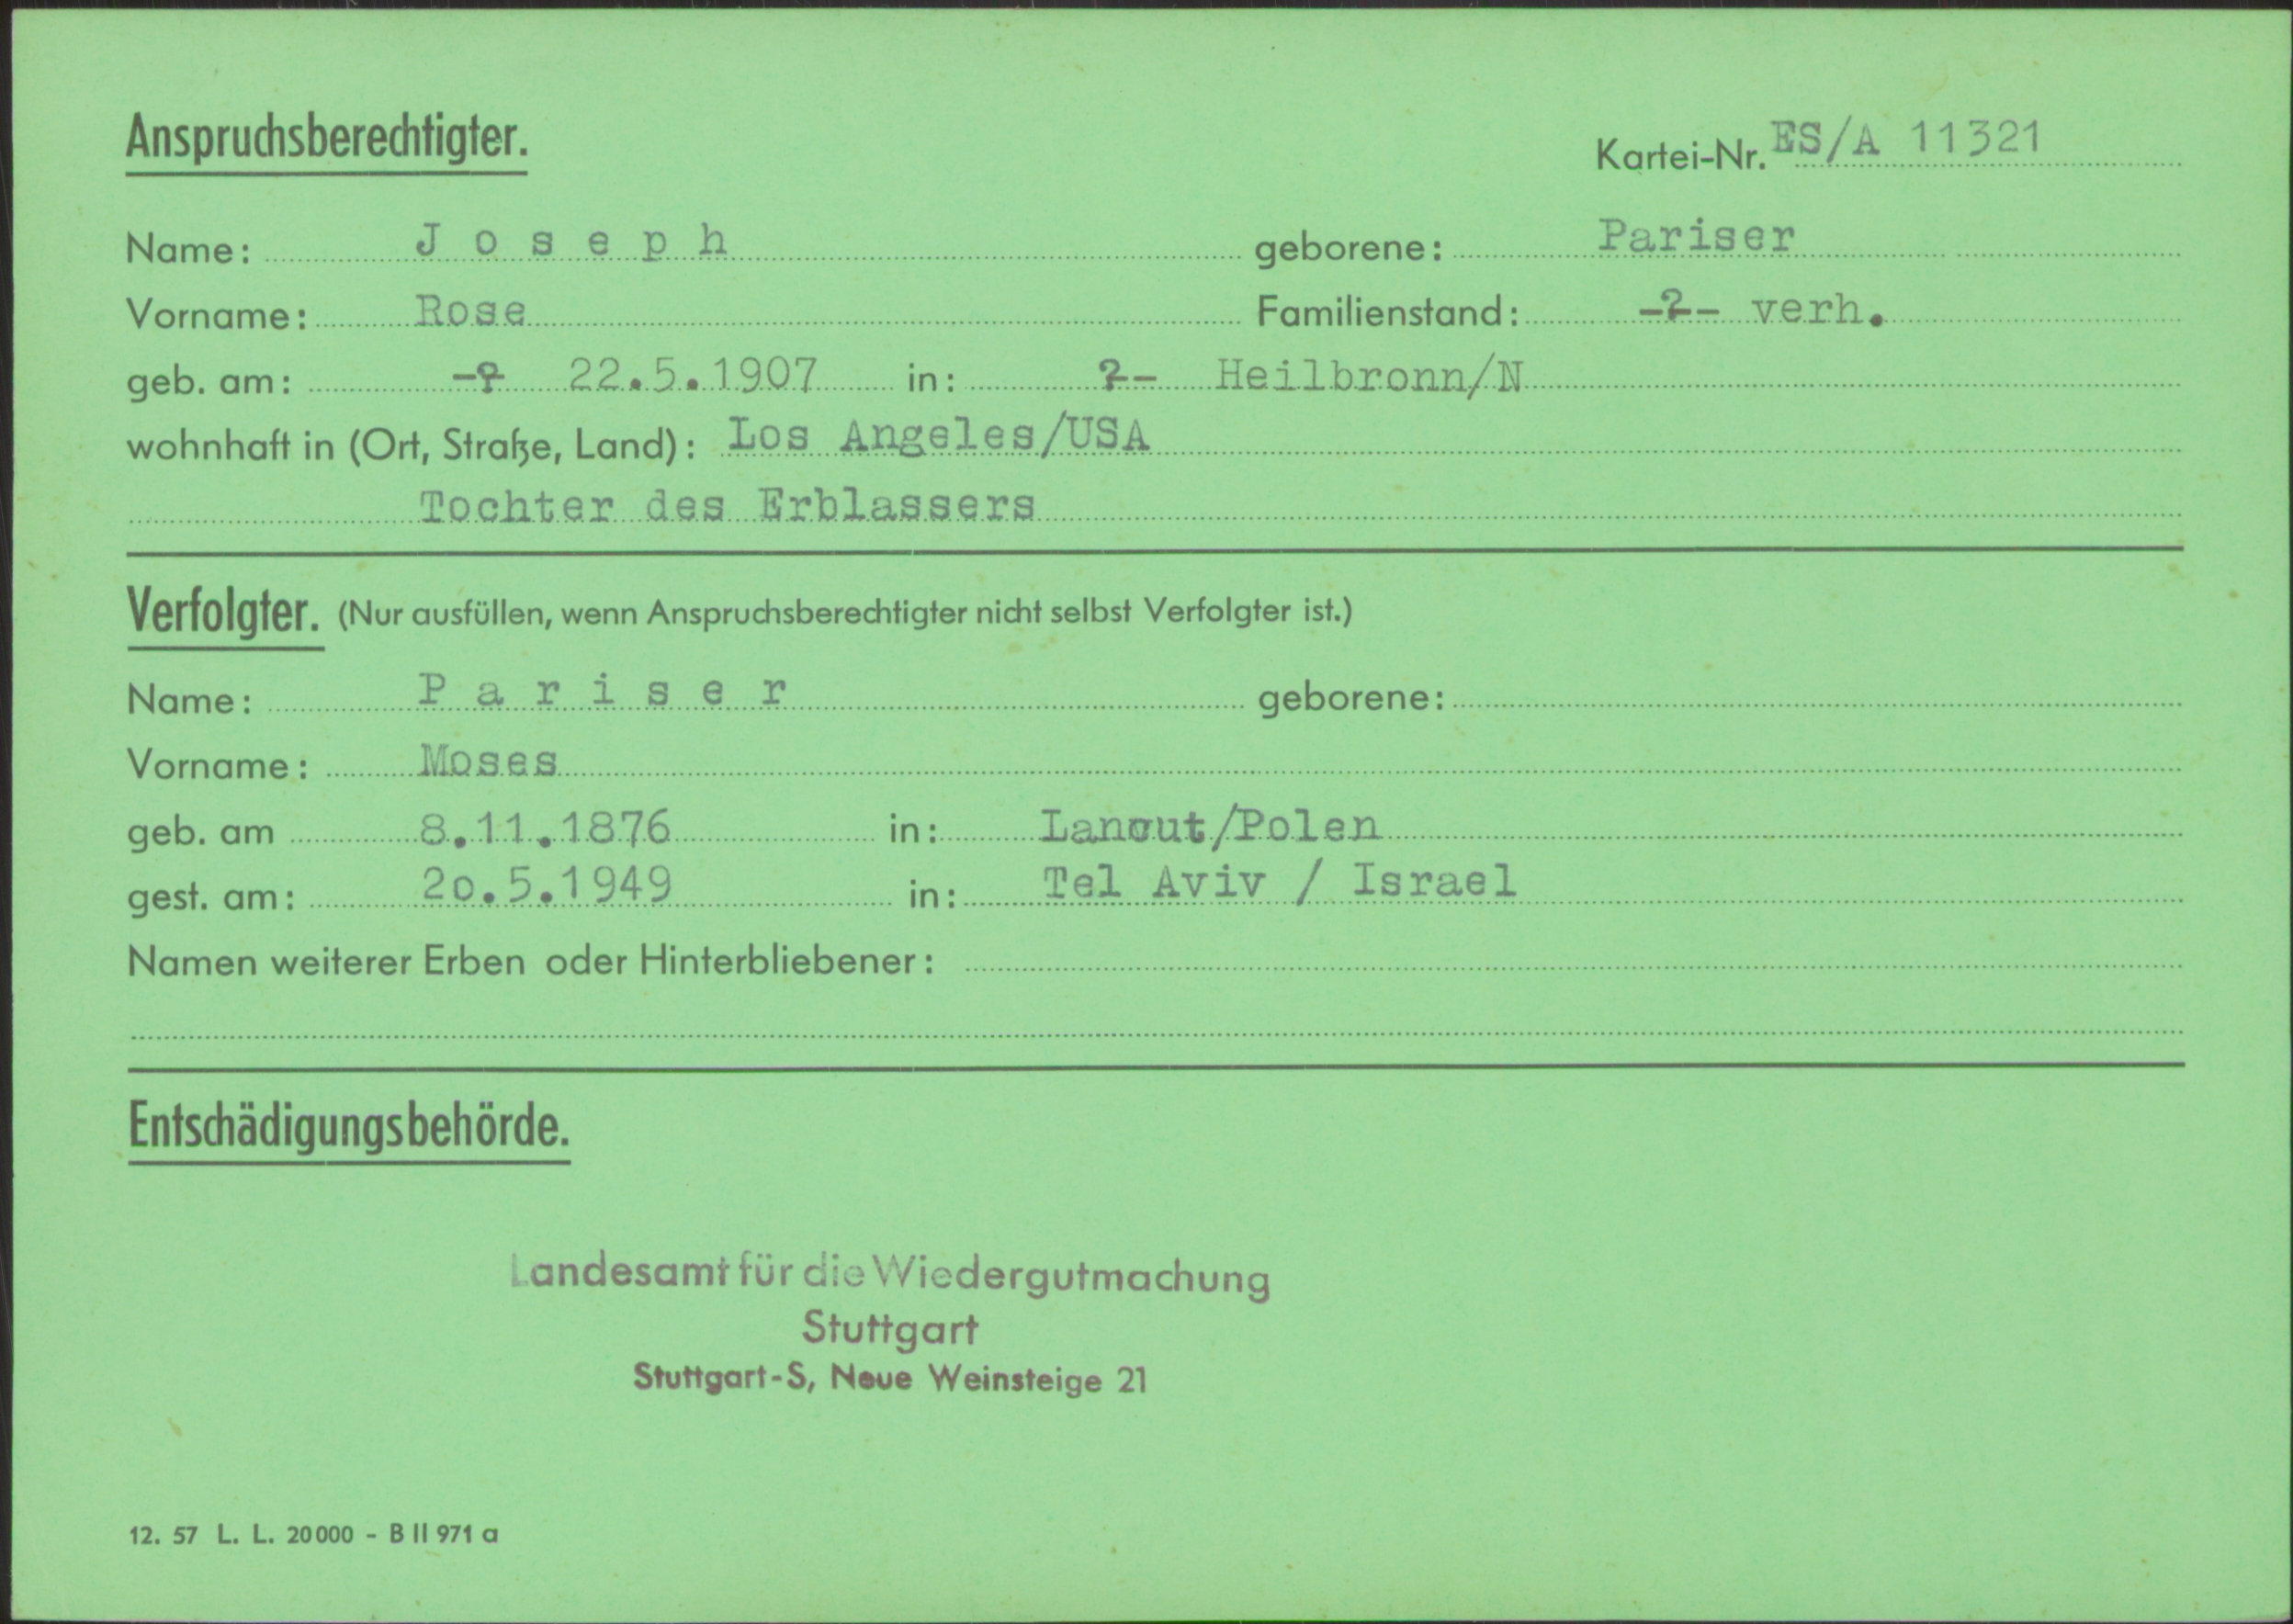 Anspruchsberechtigter.
Kartei-Nr. ES/A 11321
Name: J o s e p h geborene: Pariser
Vorname: Rose Familienstand: -?- verh.
geb. am: -? 22.5.1907 in: ?- Heilbronn/N
wohnhaft in (Ort, Straße, Land): Los Angeles/USA
Tochter des Erblassers
Verfolgter. (Nur ausfüllen, wenn Anspruchsberechtigter nicht selbst Verfolgter ist.)
Name: P a r i s e r geborene:
Vorname: Moses
geb. am 8.11.1876 in: /Polen
gest. am: 2o.5.1949 in: Tel Aviv / Israel
Namen weiterer Erben oder Hinterbliebener:
Entschädigungsbehörde.
Landesamt für die Wiedergutmachung
Stuttgart
Stuttgart-S, Neue Weinsteige 21
12. 57 L. L. 20000 - B II 971 a